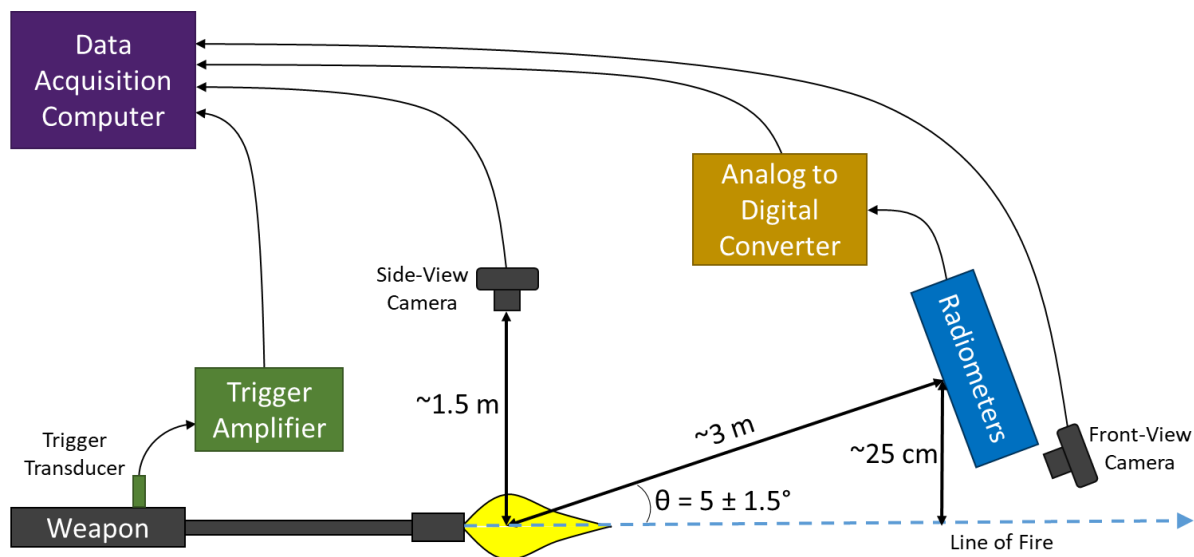 Data
Acquisition
Computer
Analog to
Digital
Converter
Side-View
Camera
Radiometers
Trigger
Amplifier
~1.5 m
~3 m
~25 cm
Front-View
Camera
Trigger
Transducer
θ = 5 ± 1.5°
Weapon
Line of Fire